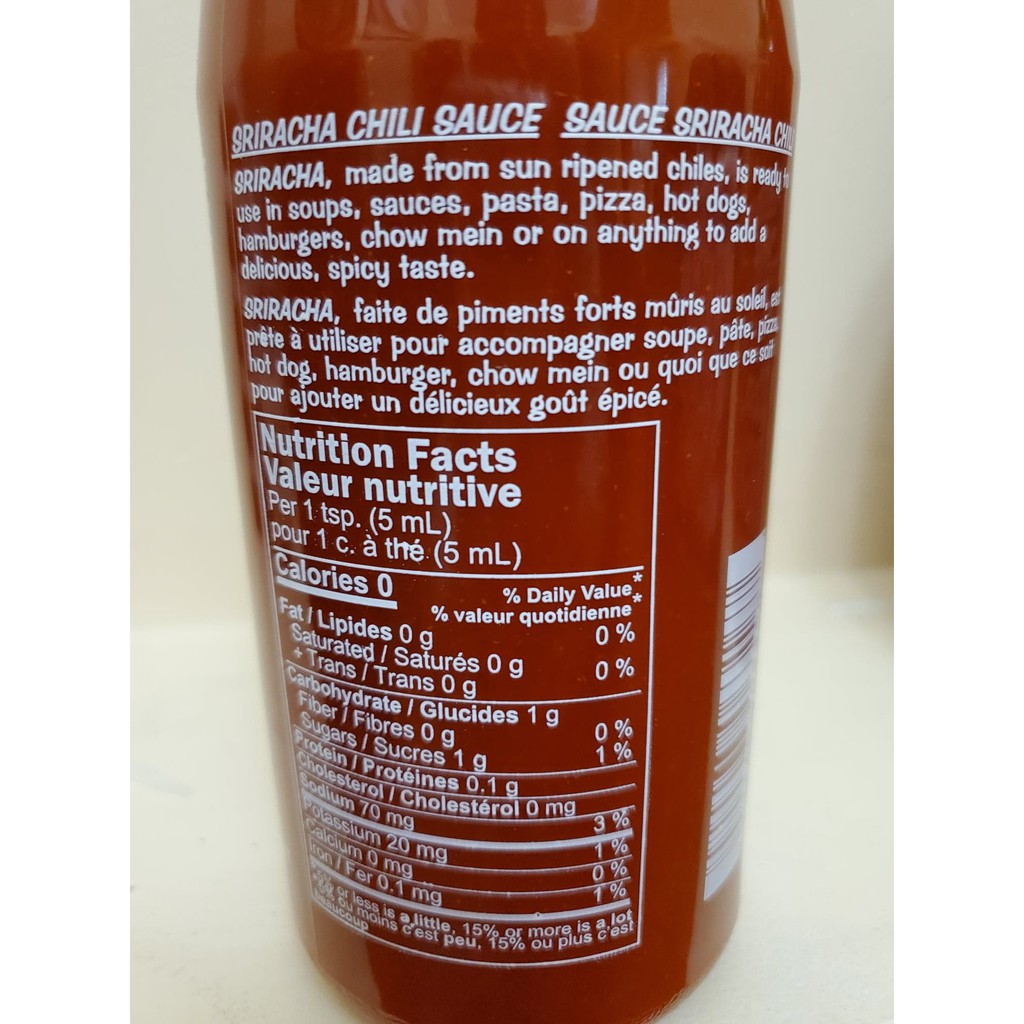 SRIRACHA CHILI SAUCE SAUCE SRIRACHA
SRIRACHA, made from sun ripened chiles, is ready
use in soups, sauces, pasta, pizza, hot dogs,
hamburgers, chow mein or on anything to add a
delicious, spicy taste.
SRIRACHA, faite de piments forts mûris au soleil,
prête à utiliser pour accompagner soupe, pâte,
hot dog, hamburger, chow mein ou quoi que ce soit
pour ajouter un délicieux goût épicé.
Nutrition Facts
Valeur nutritive
Per 1 tsp. (5 mL)
pour 1 c. à thé (5 mL)
Calories 0
% Daily Value*
% valeur quotidienne*
Fat / Lipides 0 g 0 %
Saturated / Saturés 0 g
+ Trans / Trans 0 g 0 %
Carbohydrate / Glucides 1 g
Fiber / Fibres 0 g 0 %
Sugars / Sucres 1 g 1 %
Protein / Protéines 0.1 g
Cholesterol / Cholestérol 0 mg
Sodium 70 mg 3 %
Potassium 20 mg 1 %
Calcium 0 mg 0 %
Iron / Fer 0.1 mg 1 %
or less is a little, 15% or more is a lot
ou moins c'est peu, 15% ou plus c'est
beaucoup